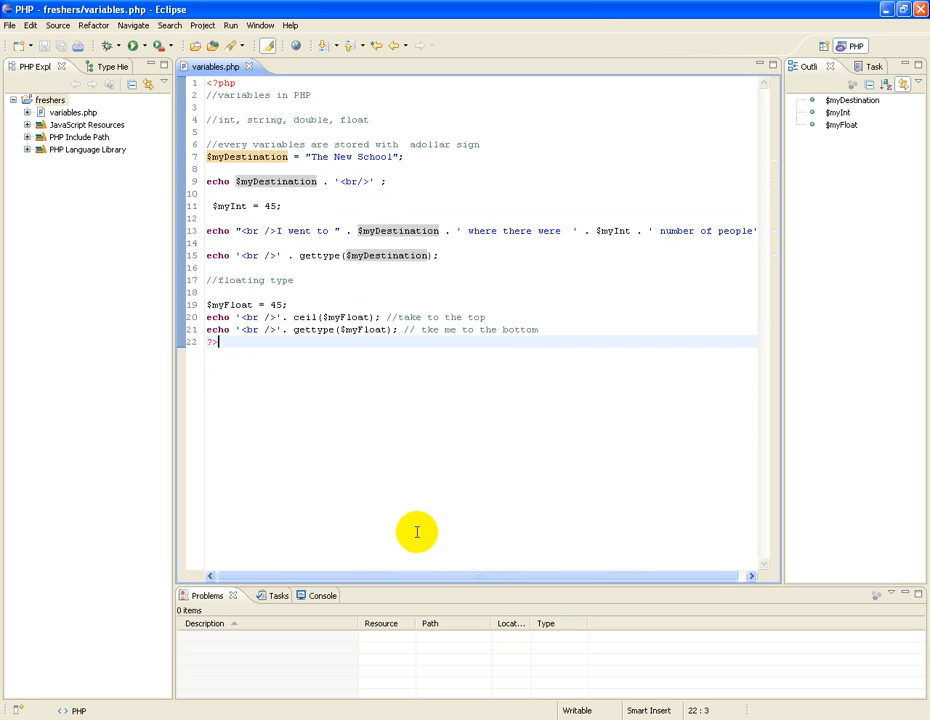 PHP - freshers/variables.php - Eclipse
File Edit Source Refactor Navigate Search Project Run Window Help
PHP
PHP Expl Type Hie
freshers
variables.php
JavaScript Resources
PHP Include Path
PHP Language Library
variables.php
1 <?php
2 //variables in PHP
3
4 //int, string, double, float
5
6 //every variables are stored with  adollar sign
7 $myDestination = "The New School";
8
9 echo $myDestination . '<br/>' ;
10
11  $myInt = 45;
12
13 echo "<br />I went to " . $myDestination . ' where there were  ' . $myInt . ' number of people'
14
15 echo '<br />' . gettype($myDestination);
16
17 //floating type
18
19 $myFloat = 45;
20 echo '<br />'. ceil($myFloat); //take to the top
21 echo '<br />'. gettype($myFloat); // tke me to the bottom
22 ?>
Outli Task
$myDestination
$myInt
$myFloat
Problems Tasks Console
0 items
Description Resource Path Locat... Type
PHP Writable Smart Insert 22 : 3